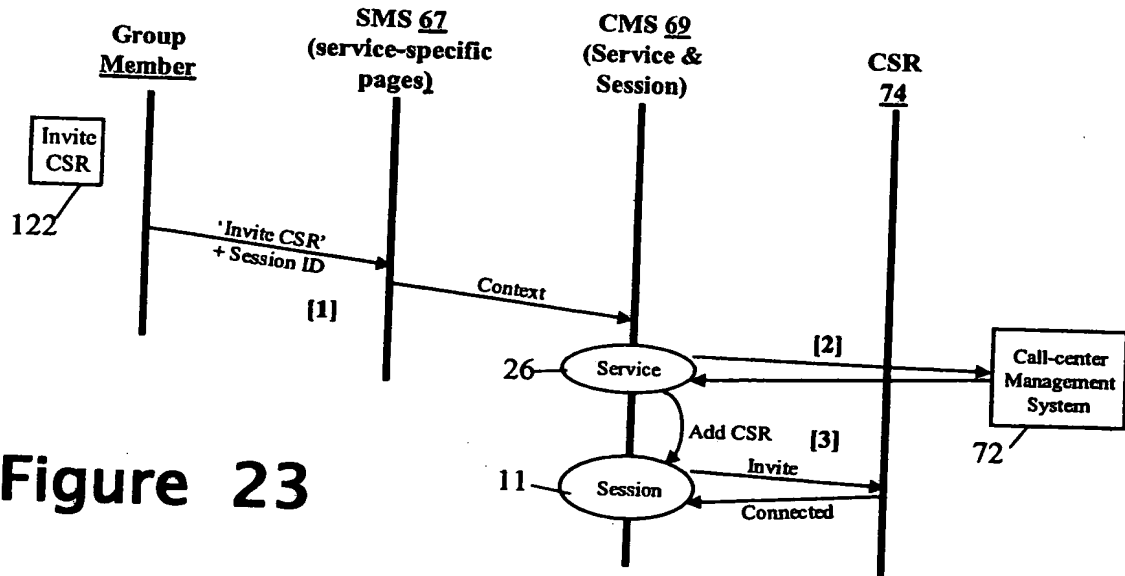 Group
Member
SMS 67
(service-specific
pages)
CMS 69
(Service &
Session)
CSR
74
Invite
CSR
122
'Invite CSR'
+ Session ID
[1]
Context
26
Service
[2]
Call-center
Management
System
72
Add CSR
[3]
11
Session
Invite
Connected
Figure 23